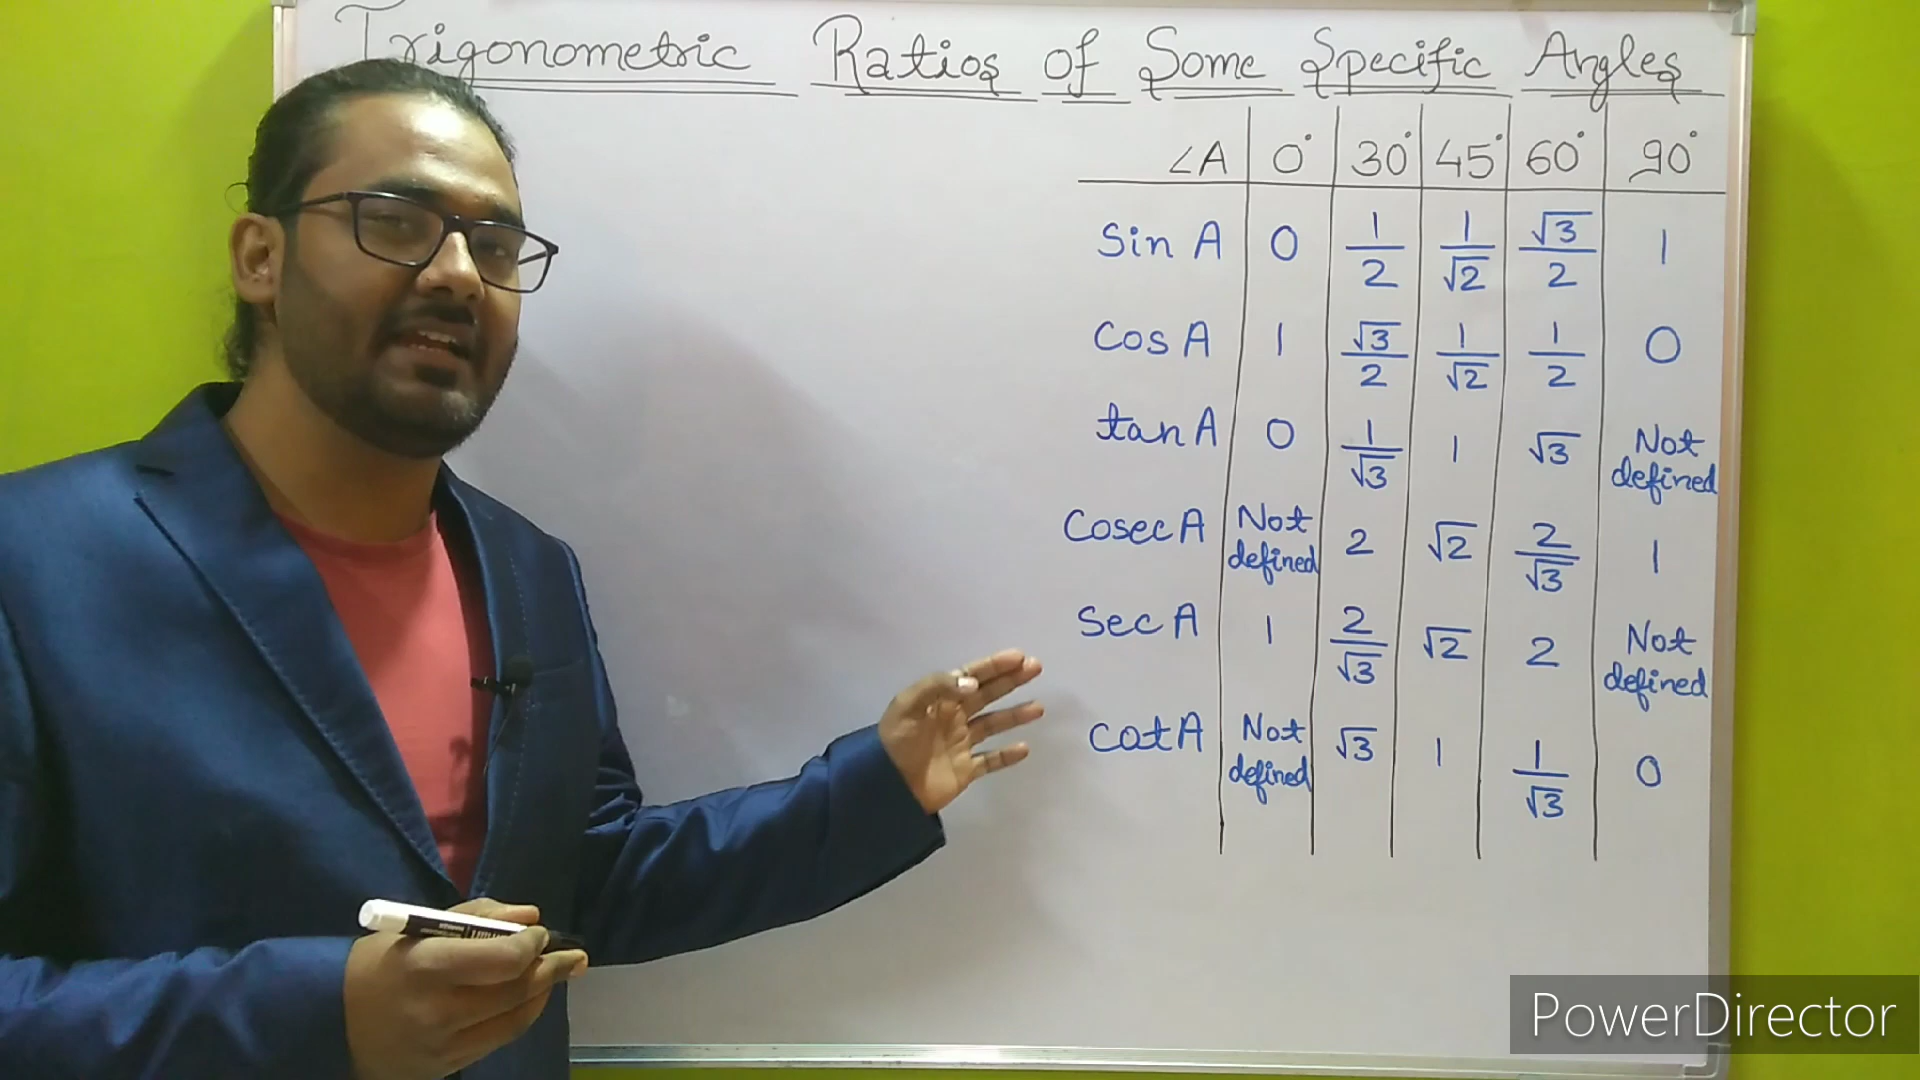 Trigonometric Ratios of Some Specific Angles
∠A 0° 30° 45° 60° 90°
Sin A 0 1/2 1/√2 √3/2 1
Cos A 1 √3/2 1/√2 1/2 0
tan A 0 1/√3 1 √3 Not defined
Cosec A Not defined 2 √2 2/√3 1
Sec A 1 2/√3 √2 2 Not defined
Cot A Not defined √3 1 1/√3 0
PowerDirector